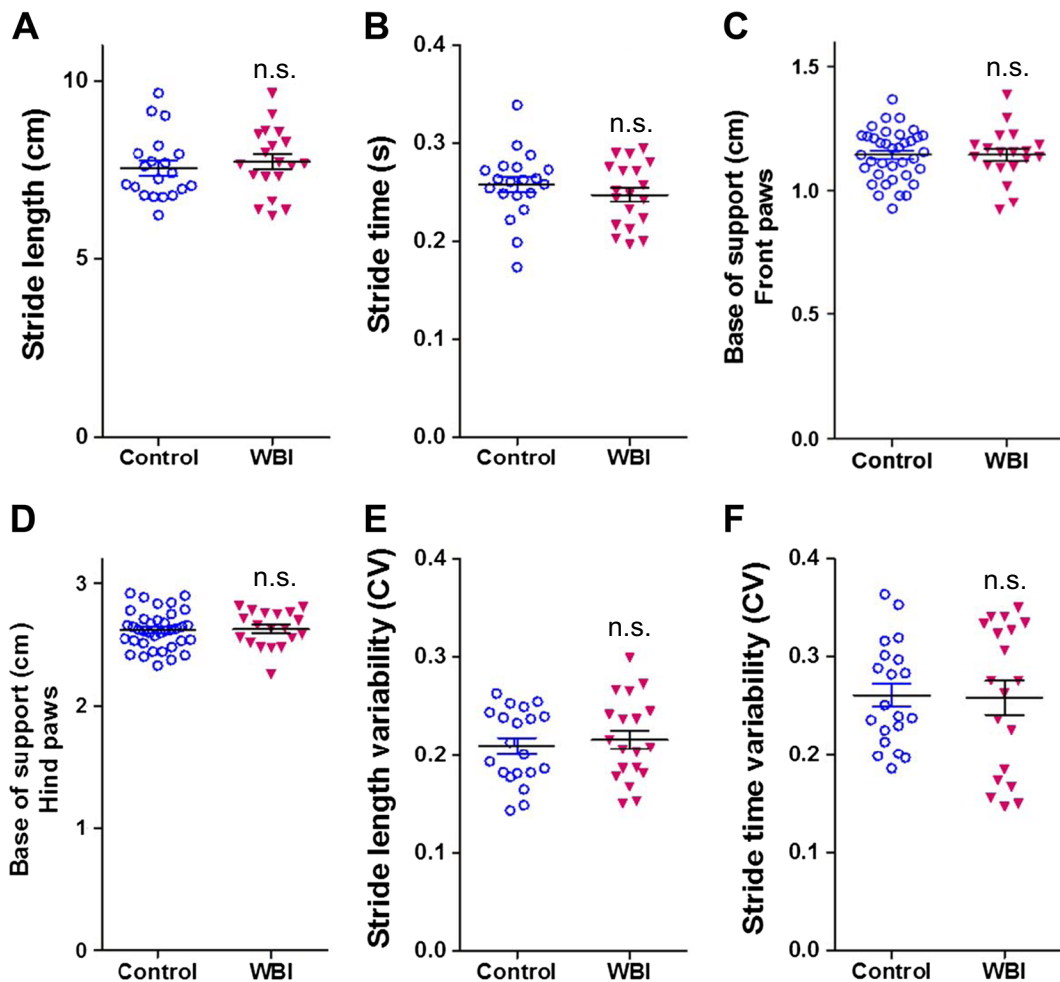 A
Stride length (cm)
10
5
0
n.s.
Control
WBI
B
Stride time (s)
0.4
0.3
0.2
0.1
0.0
n.s.
Control
WBI
C
Base of support (cm)
Front paws
1.5
1.0
0.5
0.0
n.s.
Control
WBI
D
Base of support (cm)
Hind paws
3
2
1
0
n.s.
Control
WBI
E
Stride length variability (CV)
0.4
0.3
0.2
0.1
0.0
n.s.
Control
WBI
F
Stride time variability (CV)
0.4
0.3
0.2
0.1
0.0
n.s.
Control
WBI